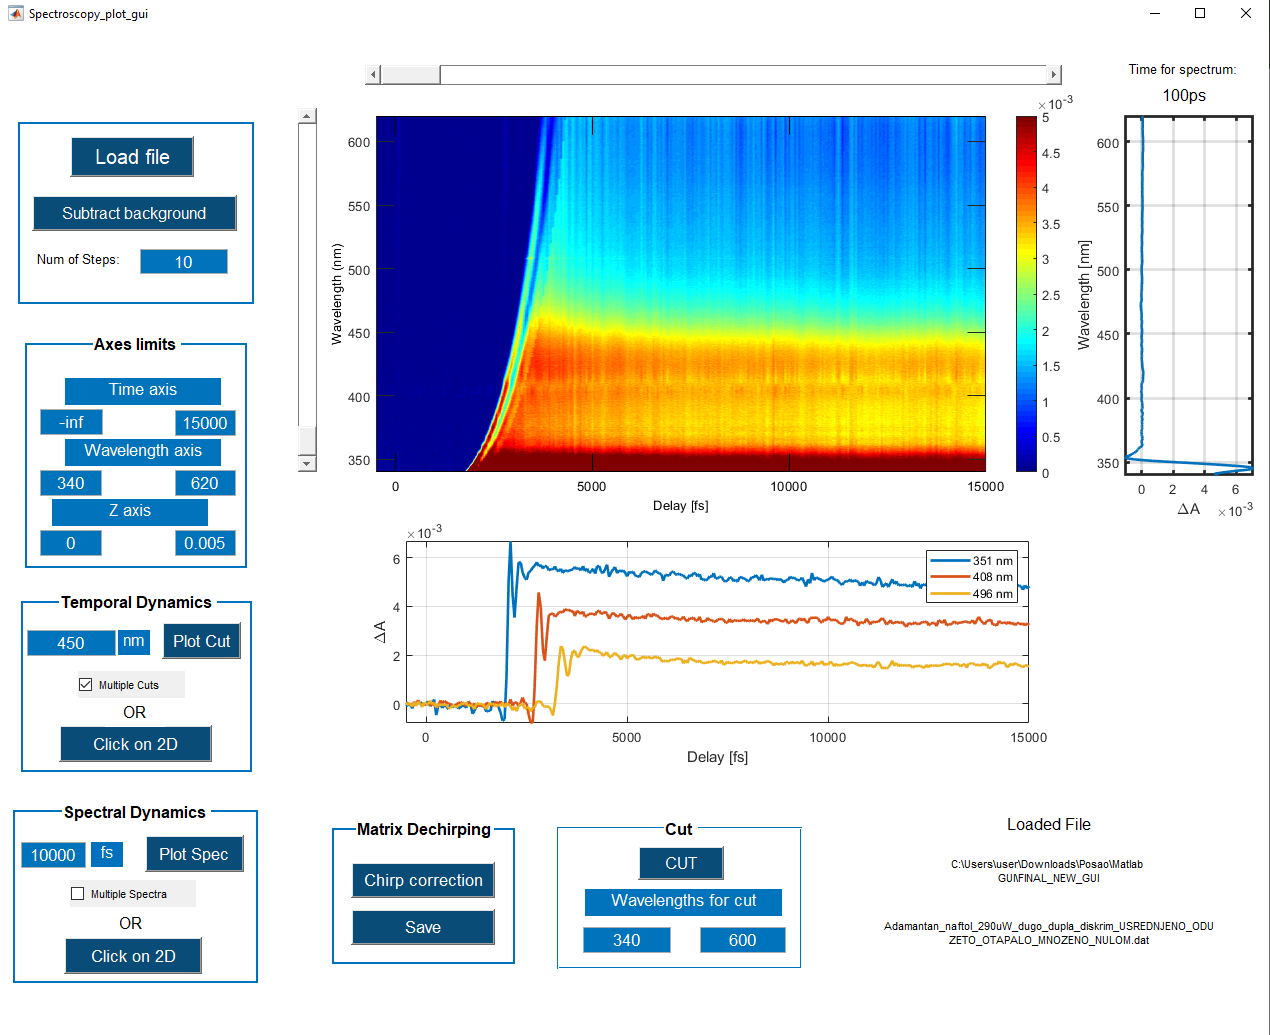 Spectroscopy_plot_gui
Time for spectrum:
100ps
Load file
Subtract background
Num of Steps:
10
Axes limits
Time axis
-inf
15000
Wavelength axis
340
620
Z axis
0
0.005
Temporal Dynamics
450
nm
Plot Cut
Multiple Cuts
OR
Click on 2D
Spectral Dynamics
10000
fs
Plot Spec
Multiple Spectra
OR
Click on 2D
Wavelength (nm)
600
550
500
450
400
350
0
5000
10000
15000
Delay [fs]
×10-3
5
4.5
4
3.5
3
2.5
2
1.5
1
0.5
0
Wavelength [nm]
600
550
500
450
400
350
0
2
4
6
ΔA
×10-3
×10-3
ΔA
6
4
2
0
0
5000
10000
15000
Delay [fs]
351 nm
408 nm
496 nm
Matrix Dechirping
Chirp correction
Save
Cut
CUT
Wavelengths for cut
340
600
Loaded File
C:\Users\user\Downloads\Posao\Matlab
GUI\FINAL_NEW_GUI
Adamantan_naftol_290uW_dugo_dupla_diskrim_USREDNJENO_ODU
ZETO_OTAPALO_MNOZENO_NULOM.dat